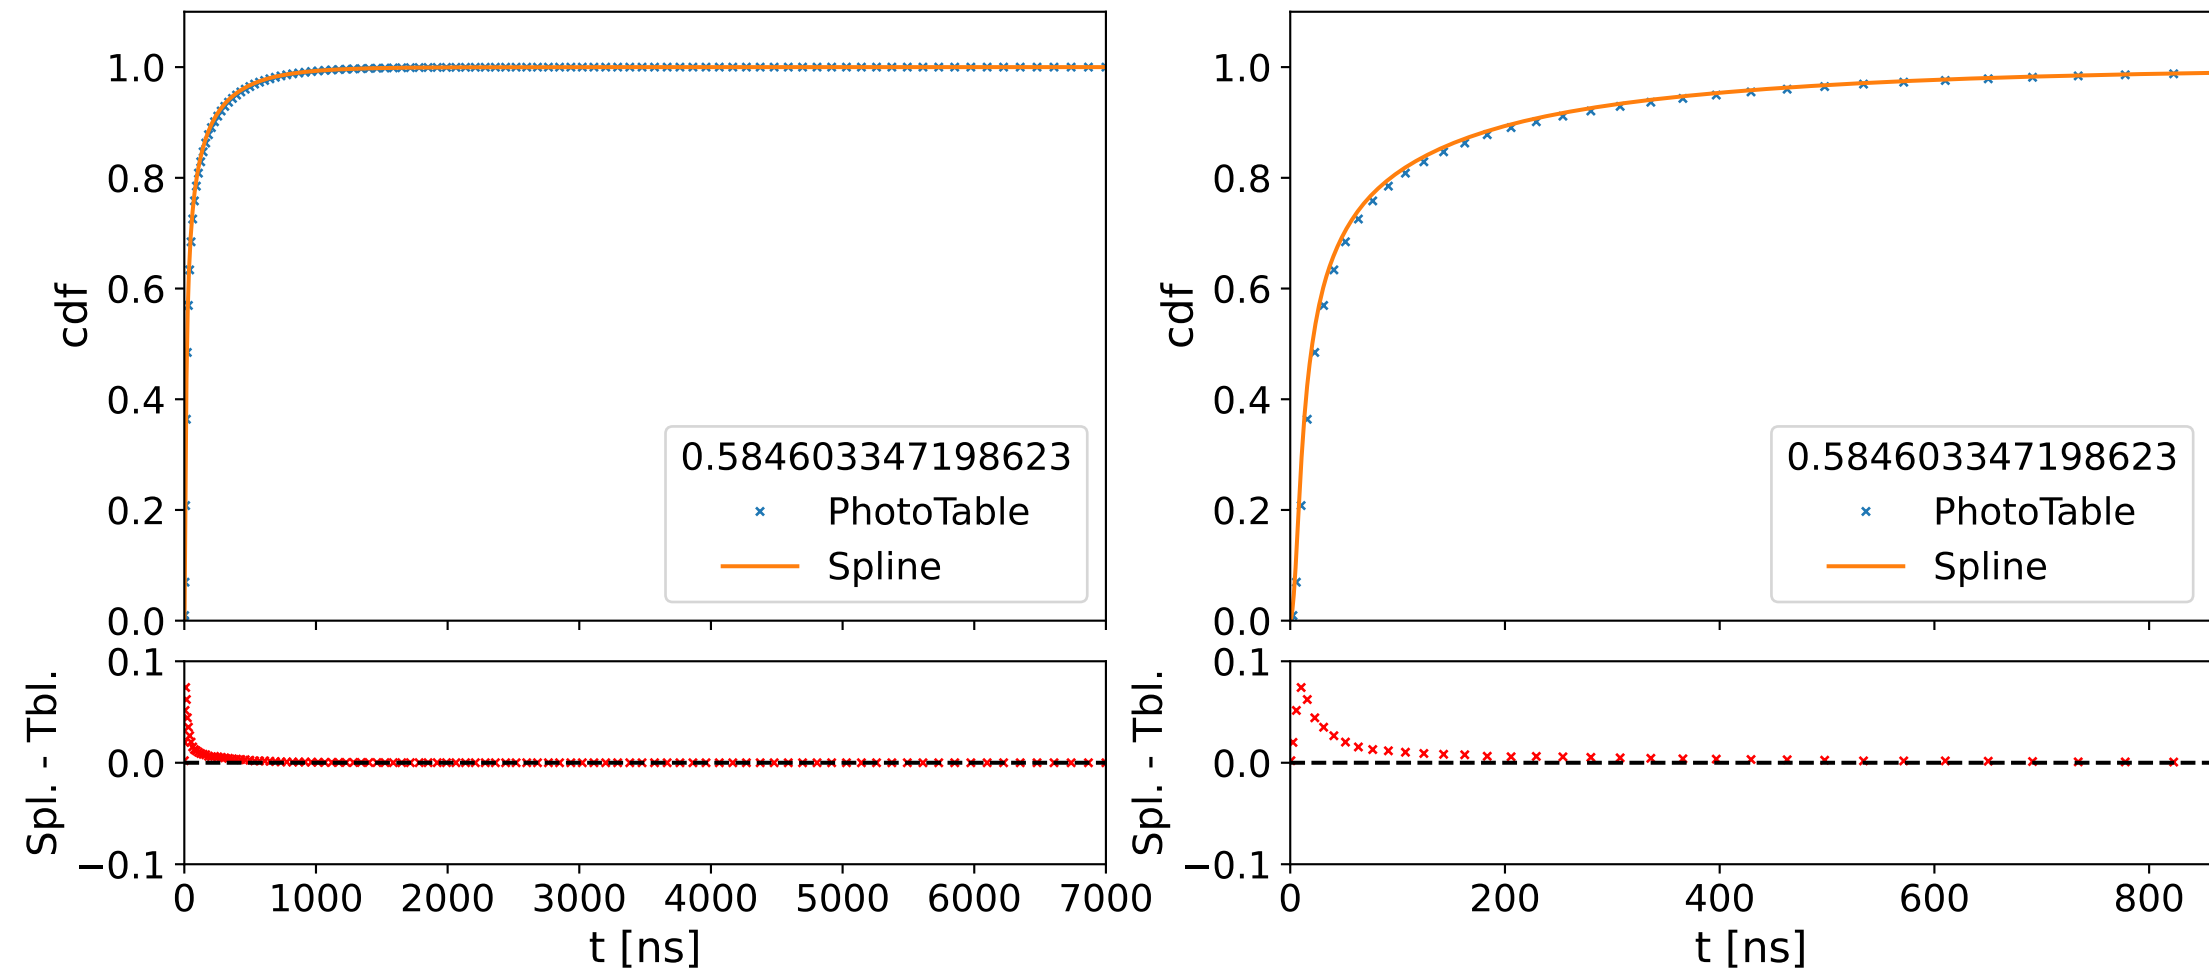 cdf
1.0
0.8
0.6
0.4
0.2
0.0
0.584603347198623
PhotoTable
Spline
Spl. - Tbl.
0.1
0.0
−0.1
0 1000 2000 3000 4000 5000 6000 7000
t [ns]
cdf
1.0
0.8
0.6
0.4
0.2
0.0
0.584603347198623
PhotoTable
Spline
Spl. - Tbl.
0.1
0.0
−0.1
0 200 400 600 800
t [ns]